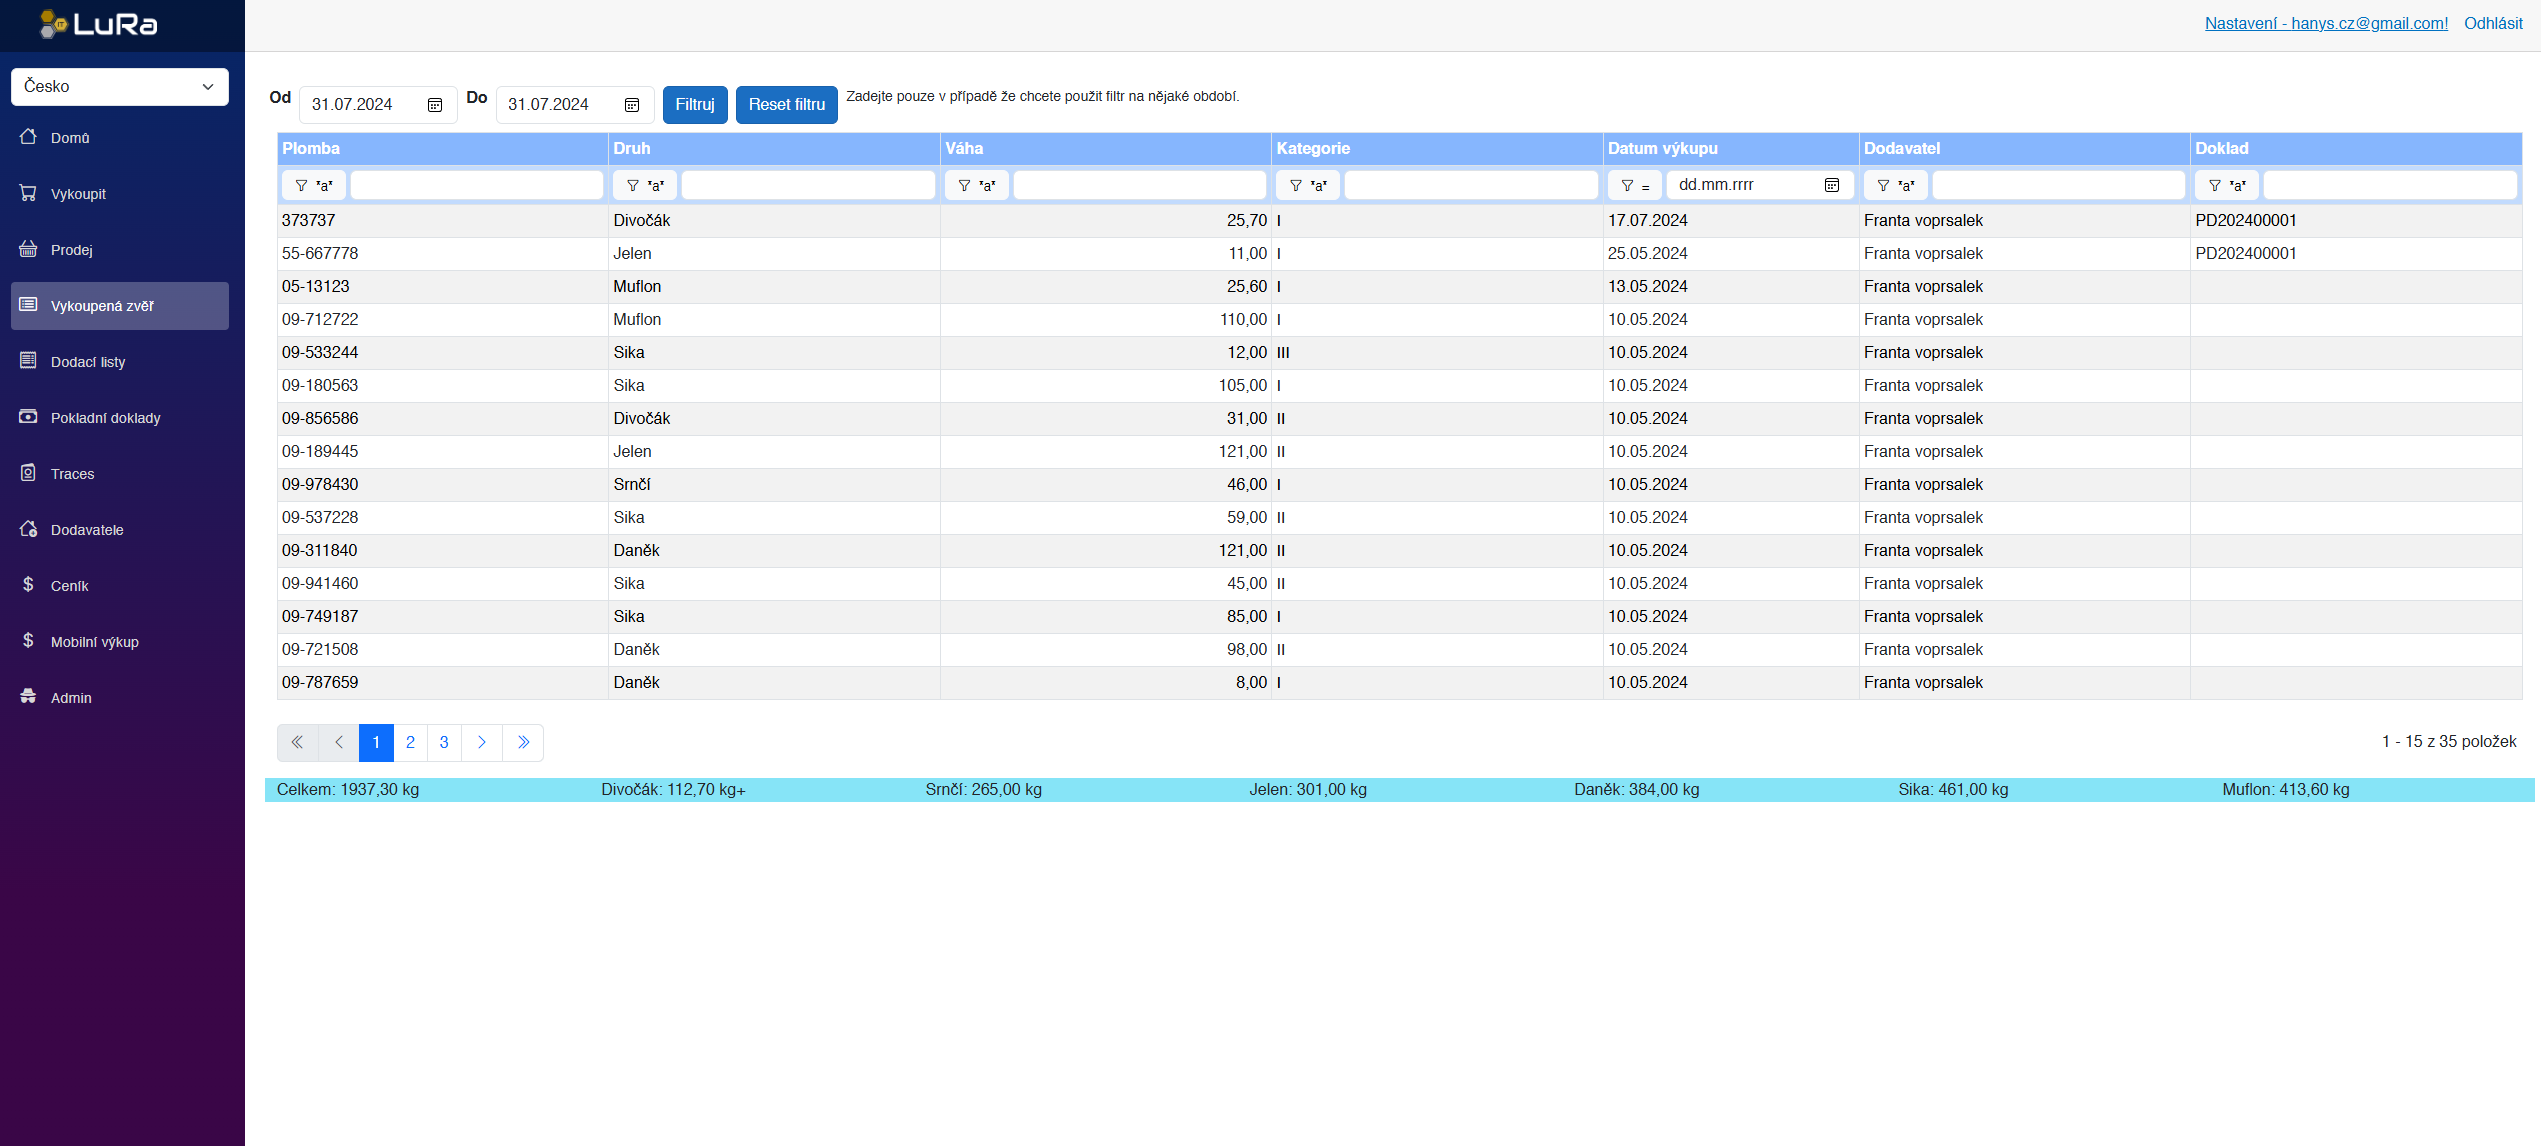 IT LuRa
Nastavení - hanys.cz@gmail.com! Odhlásit
Česko
Domů
Vykoupit
Prodej
Vykoupená zvěř
Dodací listy
Pokladní doklady
Traces
Dodavatele
Ceník
Mobilní výkup
Admin
Od 31.07.2024 Do 31.07.2024 Filtruj Reset filtru Zadejte pouze v případě že chcete použit filtr na nějaké období.
Plomba Druh Váha Kategorie Datum výkupu Dodavatel Doklad
*a* *a* *a* *a* = dd.mm.rrrr *a* *a*
373737 Divočák 25,70 I 17.07.2024 Franta voprsalek PD202400001
55-667778 Jelen 11,00 I 25.05.2024 Franta voprsalek PD202400001
05-13123 Muflon 25,60 I 13.05.2024 Franta voprsalek
09-712722 Muflon 110,00 I 10.05.2024 Franta voprsalek
09-533244 Sika 12,00 III 10.05.2024 Franta voprsalek
09-180563 Sika 105,00 I 10.05.2024 Franta voprsalek
09-856586 Divočák 31,00 II 10.05.2024 Franta voprsalek
09-189445 Jelen 121,00 II 10.05.2024 Franta voprsalek
09-978430 Srnčí 46,00 I 10.05.2024 Franta voprsalek
09-537228 Sika 59,00 II 10.05.2024 Franta voprsalek
09-311840 Daněk 121,00 II 10.05.2024 Franta voprsalek
09-941460 Sika 45,00 II 10.05.2024 Franta voprsalek
09-749187 Sika 85,00 I 10.05.2024 Franta voprsalek
09-721508 Daněk 98,00 II 10.05.2024 Franta voprsalek
09-787659 Daněk 8,00 I 10.05.2024 Franta voprsalek
1 2 3 1 - 15 z 35 položek
Celkem: 1937,30 kg Divočák: 112,70 kg+ Srnčí: 265,00 kg Jelen: 301,00 kg Daněk: 384,00 kg Sika: 461,00 kg Muflon: 413,60 kg